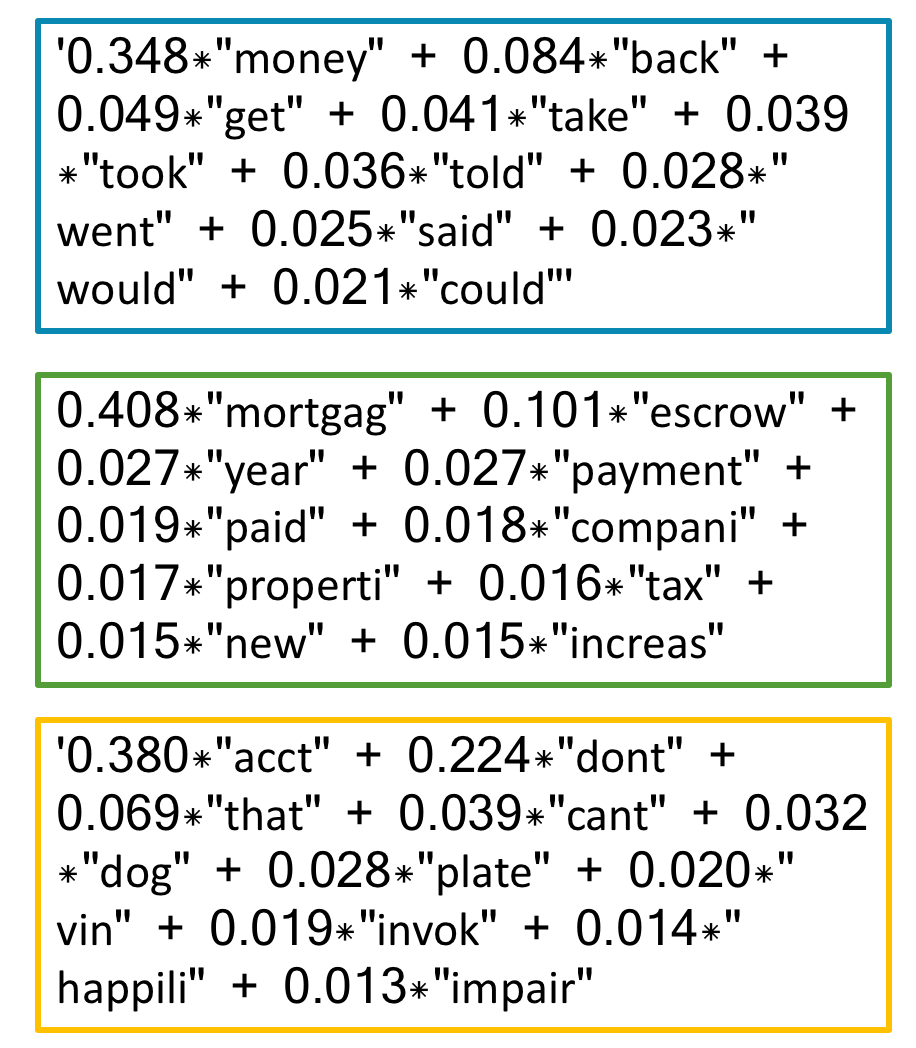 '0.348*"money" + 0.084*"back" +
0.049*"get" + 0.041*"take" + 0.039
*"took" + 0.036*"told" + 0.028*"
went" + 0.025*"said" + 0.023*"
would" + 0.021*"could"'
0.408*"mortgag" + 0.101*"escrow" +
0.027*"year" + 0.027*"payment" +
0.019*"paid" + 0.018*"compani" +
0.017*"properti" + 0.016*"tax" +
0.015*"new" + 0.015*"increas"
'0.380*"acct" + 0.224*"dont" +
0.069*"that" + 0.039*"cant" + 0.032
*"dog" + 0.028*"plate" + 0.020*"
vin" + 0.019*"invok" + 0.014*"
happili" + 0.013*"impair"